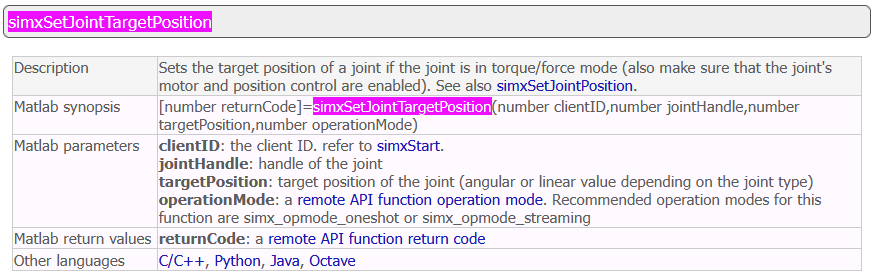 simxSetJointTargetPosition
Description
Sets the target position of a joint if the joint is in torque/force mode (also make sure that the joint's
motor and position control are enabled). See also simxSetJointPosition.
Matlab synopsis
[number returnCode]=simxSetJointTargetPosition(number clientID,number jointHandle,number
targetPosition,number operationMode)
Matlab parameters
clientID: the client ID. refer to simxStart.
jointHandle: handle of the joint
targetPosition: target position of the joint (angular or linear value depending on the joint type)
operationMode: a remote API function operation mode. Recommended operation modes for this
function are simx_opmode_oneshot or simx_opmode_streaming
Matlab return values
returnCode: a remote API function return code
Other languages
C/C++, Python, Java, Octave